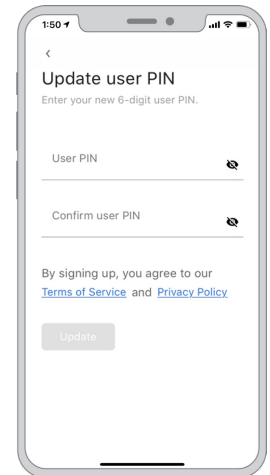 1:50
Update user PIN
Enter your new 6-digit user PIN.
User PIN
Confirm user PIN
By signing up, you agree to our
Terms of Service and Privacy Policy
Update